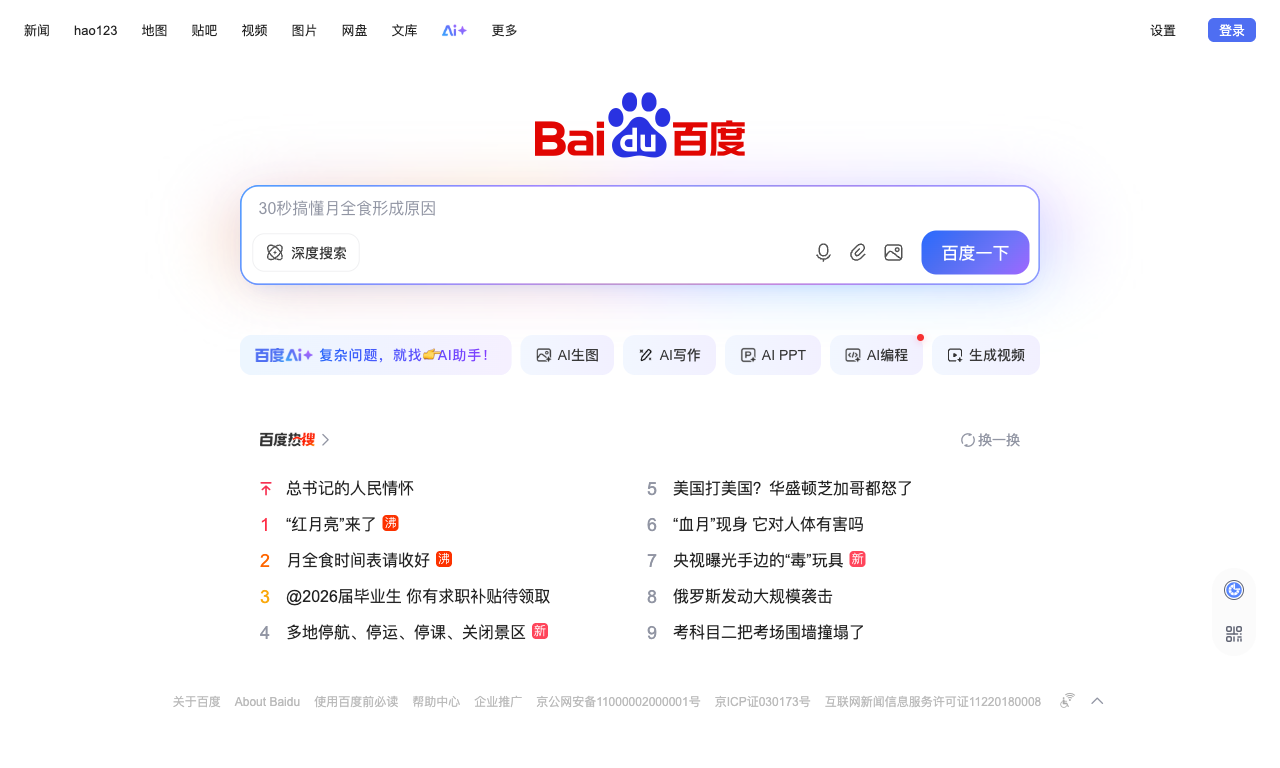 新闻 hao123 地图 贴吧 视频 图片 网盘 文库 Ai+ 更多 设置 登录
Baidu百度
30秒搞懂月全食形成原因
深度搜索 百度一下
百度Ai+ 复杂问题，就找👉AI助手！ AI生图 AI写作 AI PPT AI编程 生成视频
百度热搜 换一换
总书记的人民情怀
1 “红月亮”来了 沸
2 月全食时间表请收好 沸
3 @2026届毕业生 你有求职补贴待领取
4 多地停航、停运、停课、关闭景区 新
5 美国打美国？华盛顿芝加哥都怒了
6 “血月”现身 它对人体有害吗
7 央视曝光手边的“毒”玩具 新
8 俄罗斯发动大规模袭击
9 考科目二把考场围墙撞塌了
关于百度 About Baidu 使用百度前必读 帮助中心 企业推广 京公网安备11000002000001号 京ICP证030173号 互联网新闻信息服务许可证11220180008